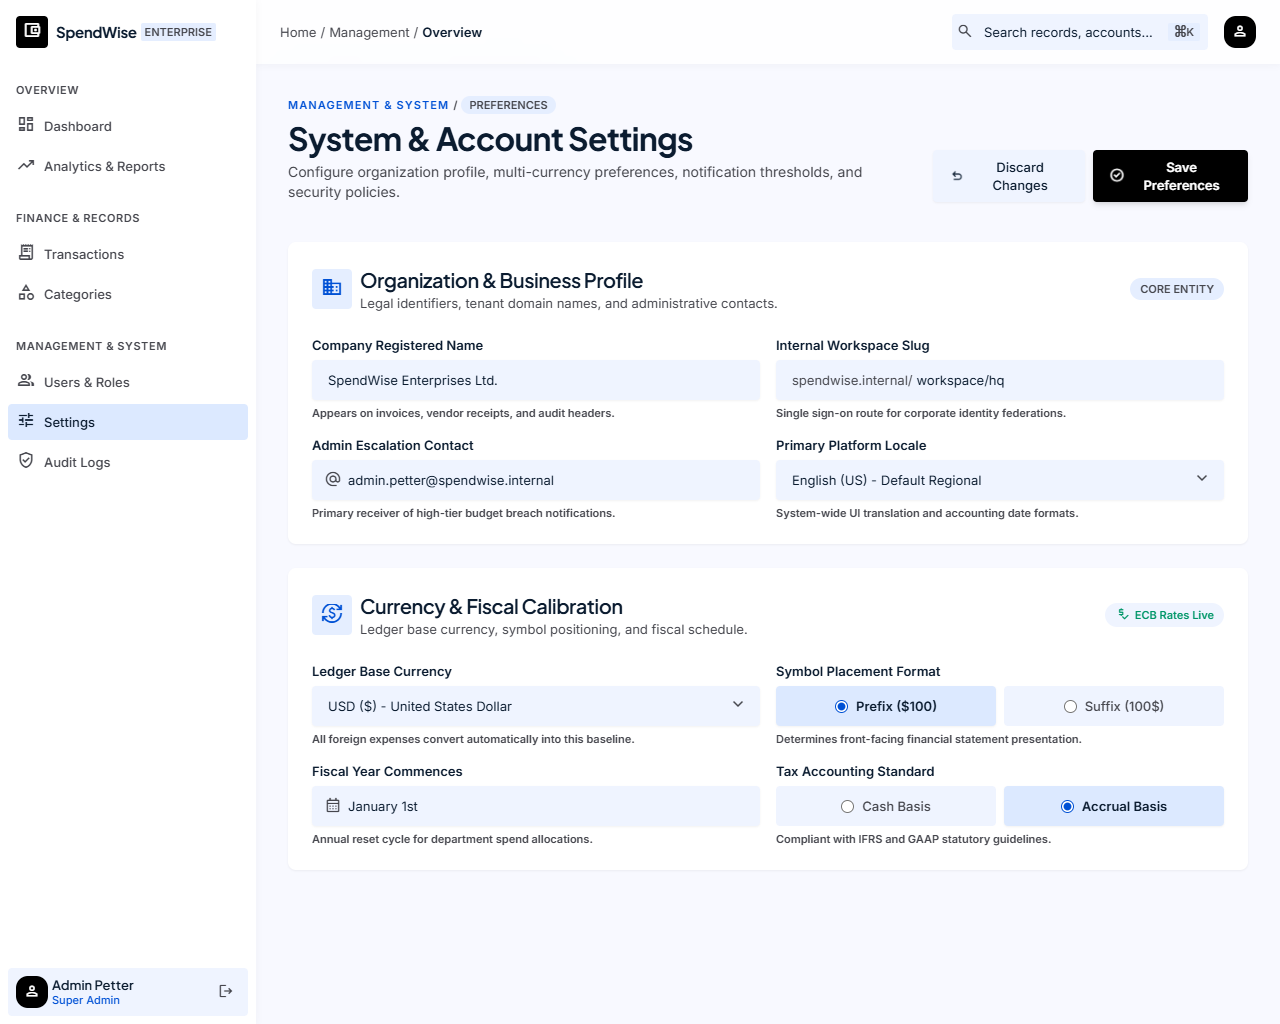 SpendWise ENTERPRISE
OVERVIEW
Dashboard
Analytics & Reports
FINANCE & RECORDS
Transactions
Categories
MANAGEMENT & SYSTEM
Users & Roles
Settings
Audit Logs
Admin Petter
Super Admin
Home / Management / Overview
Search records, accounts... ⌘K
MANAGEMENT & SYSTEM / PREFERENCES
System & Account Settings
Configure organization profile, multi-currency preferences, notification thresholds, and
security policies.
Discard
Changes
Save
Preferences
Organization & Business Profile
Legal identifiers, tenant domain names, and administrative contacts.
CORE ENTITY
Company Registered Name
SpendWise Enterprises Ltd.
Appears on invoices, vendor receipts, and audit headers.
Internal Workspace Slug
spendwise.internal/ workspace/hq
Single sign-on route for corporate identity federations.
Admin Escalation Contact
admin.petter@spendwise.internal
Primary receiver of high-tier budget breach notifications.
Primary Platform Locale
English (US) - Default Regional
System-wide UI translation and accounting date formats.
Currency & Fiscal Calibration
Ledger base currency, symbol positioning, and fiscal schedule.
ECB Rates Live
Ledger Base Currency
USD ($) - United States Dollar
All foreign expenses convert automatically into this baseline.
Symbol Placement Format
Prefix ($100)
Suffix (100$)
Determines front-facing financial statement presentation.
Fiscal Year Commences
January 1st
Annual reset cycle for department spend allocations.
Tax Accounting Standard
Cash Basis
Accrual Basis
Compliant with IFRS and GAAP statutory guidelines.